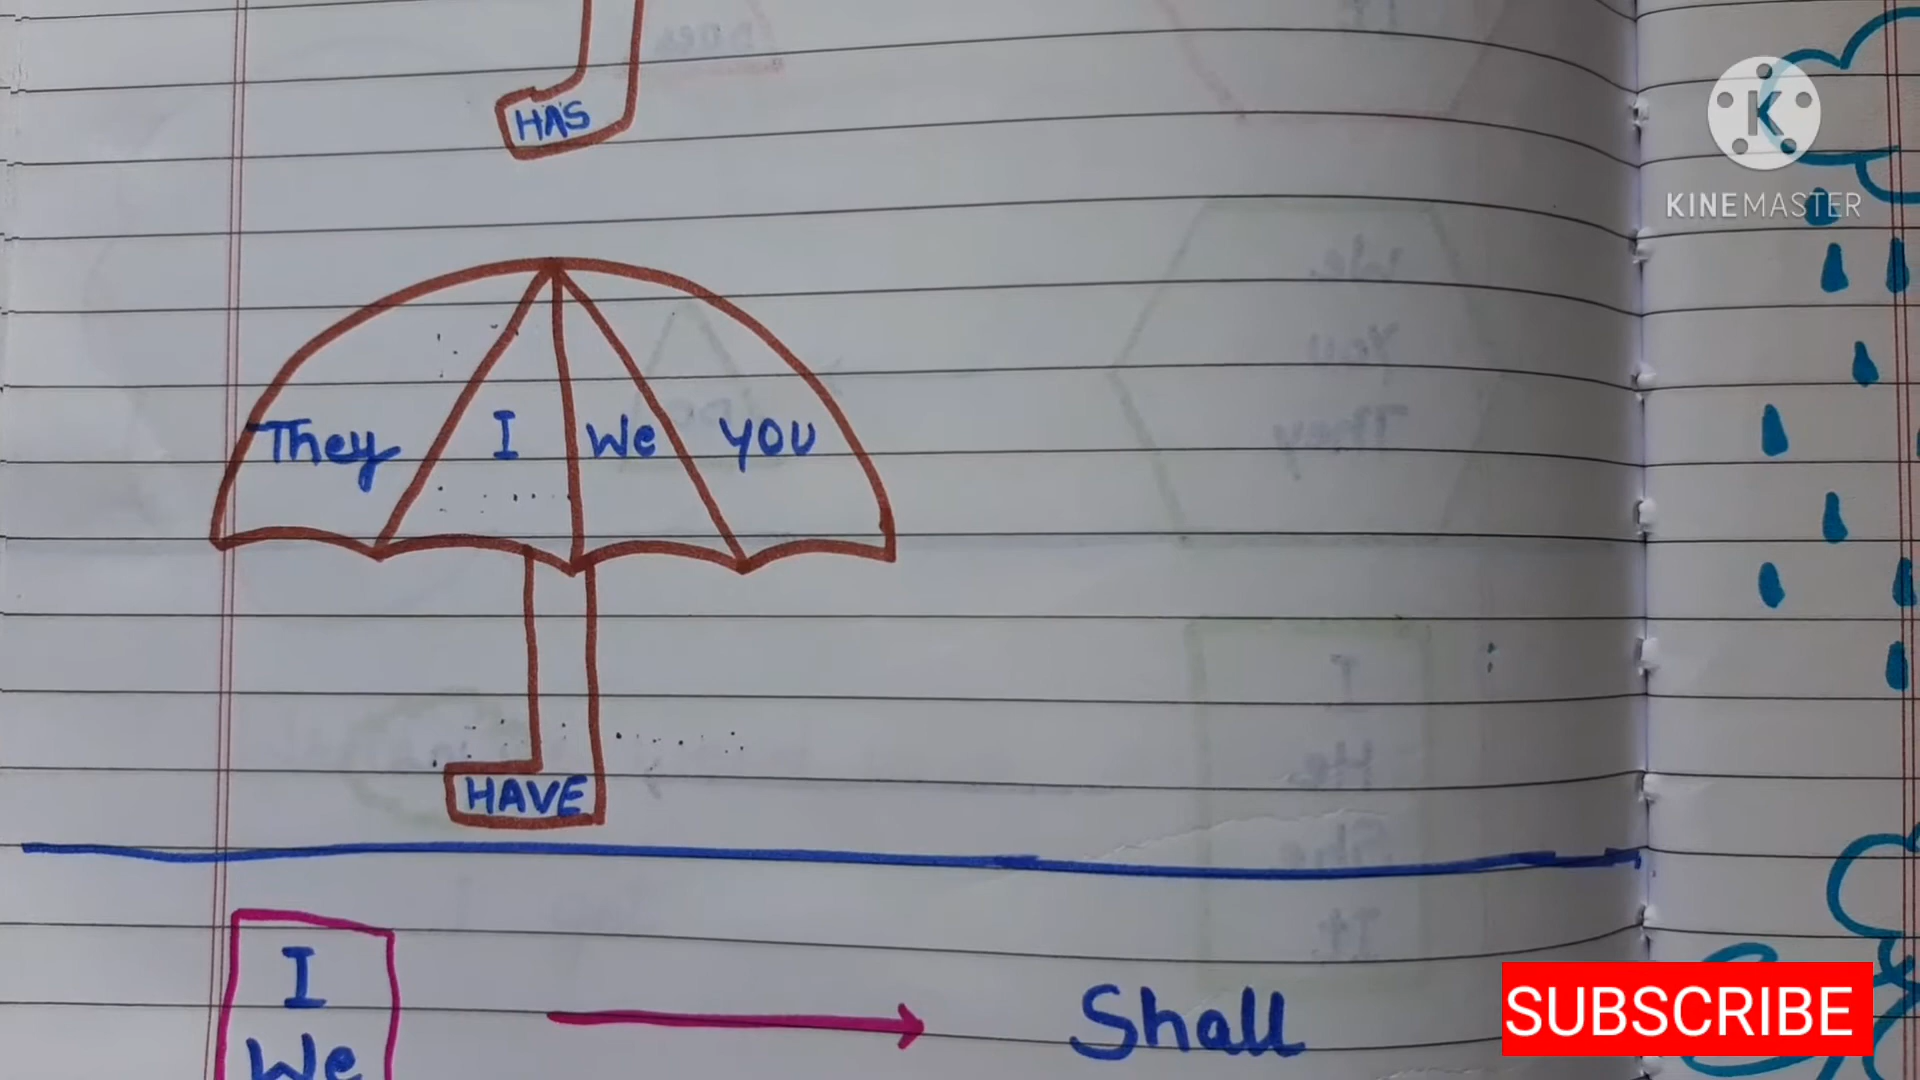 HAS
KINEMASTER
They I We YOU
HAVE
I
We
Shall
SUBSCRIBE